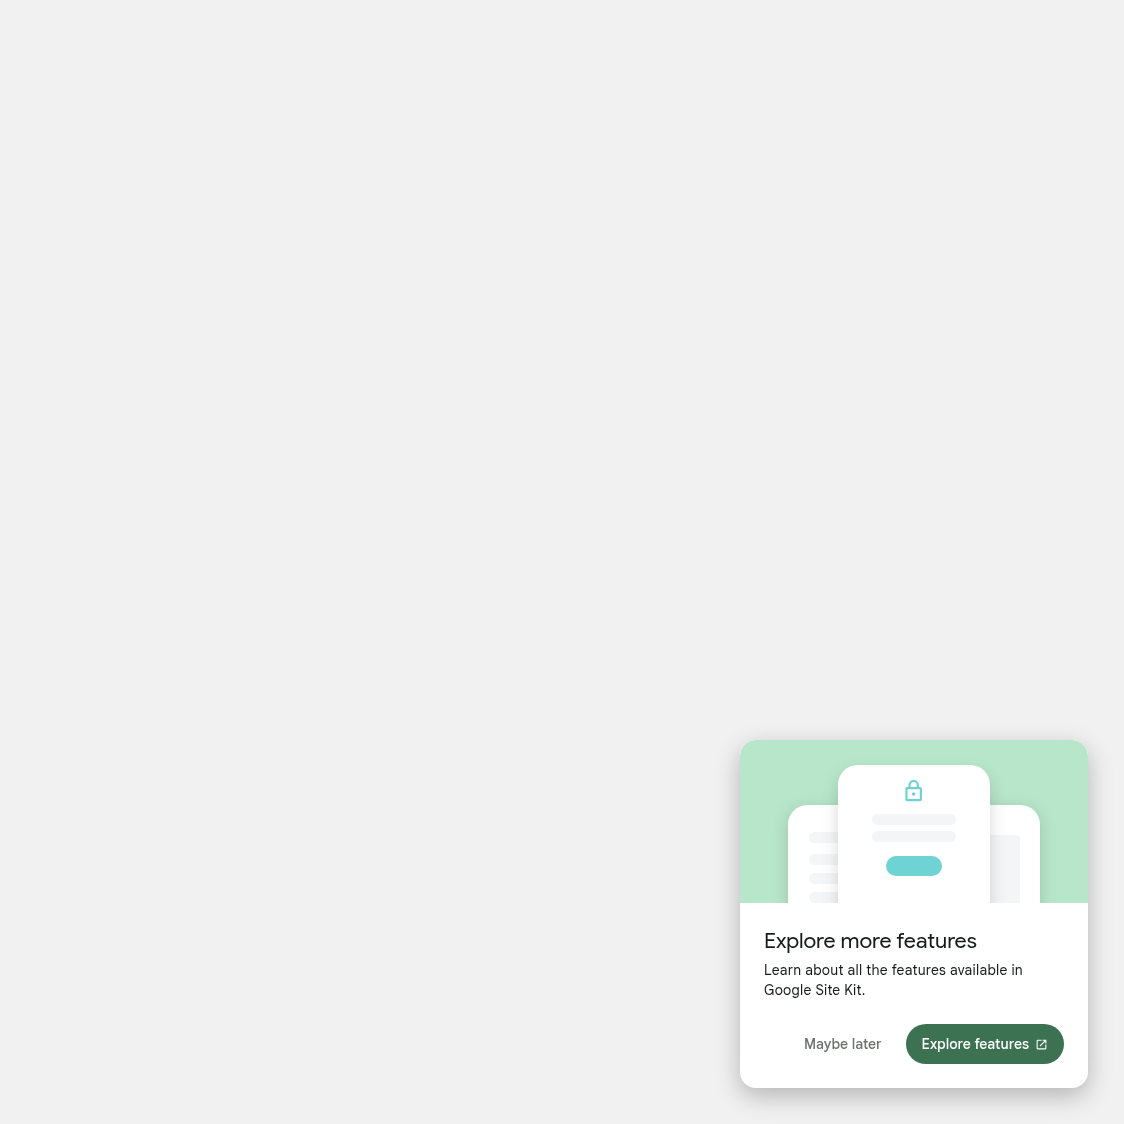 Explore more features
Learn about all the features available in
Google Site Kit.
Maybe later
Explore features